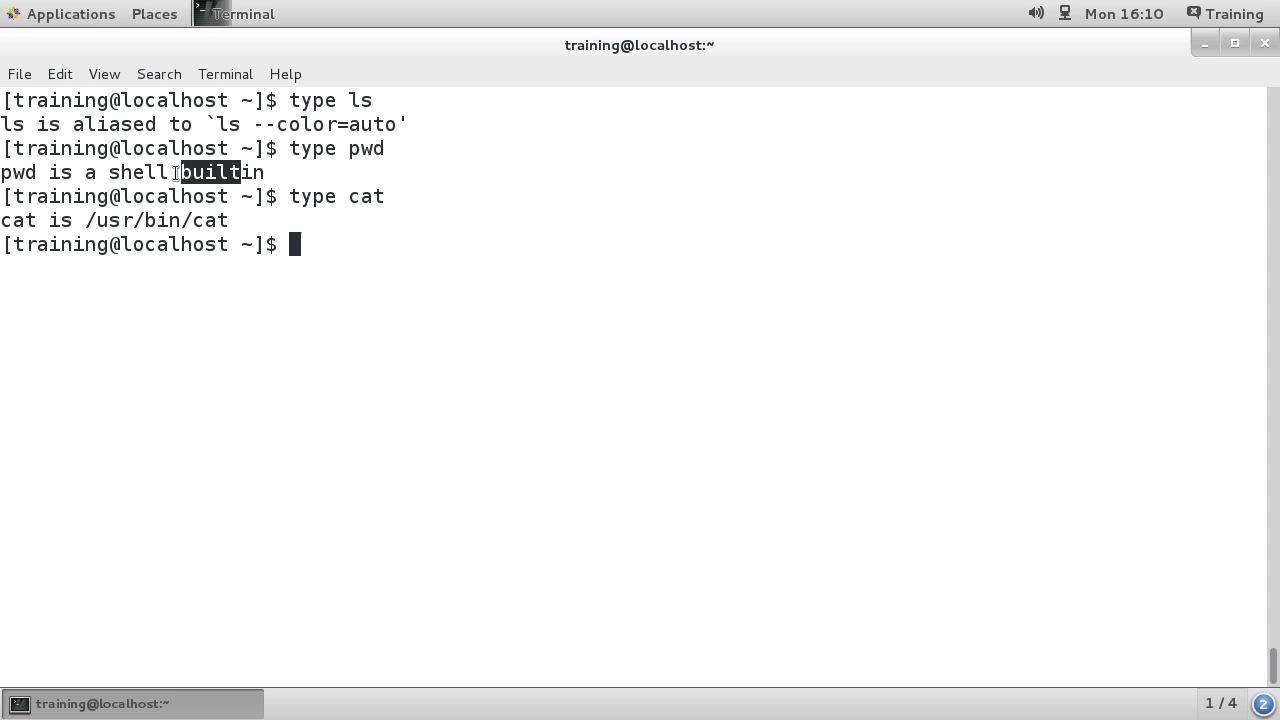 Applications Places Terminal Mon 16:10 Training
training@localhost:~
File Edit View Search Terminal Help
[training@localhost ~]$ type ls
ls is aliased to `ls --color=auto'
[training@localhost ~]$ type pwd
pwd is a shell builtin
[training@localhost ~]$ type cat
cat is /usr/bin/cat
[training@localhost ~]$
training@localhost:~ 1 / 4 2